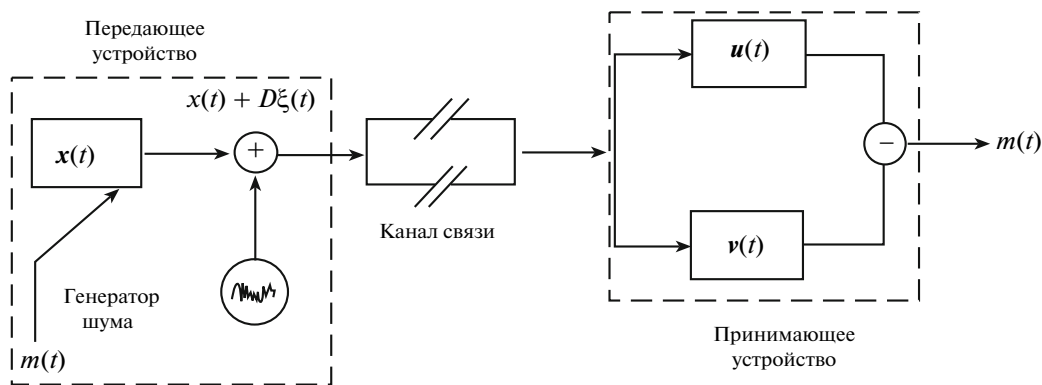 Передающее
устройство
x(t) + Dξ(t)
x(t)
+
Генератор
шума
m(t)
Канал связи
u(t)
v(t)
−
m(t)
Принимающее
устройство